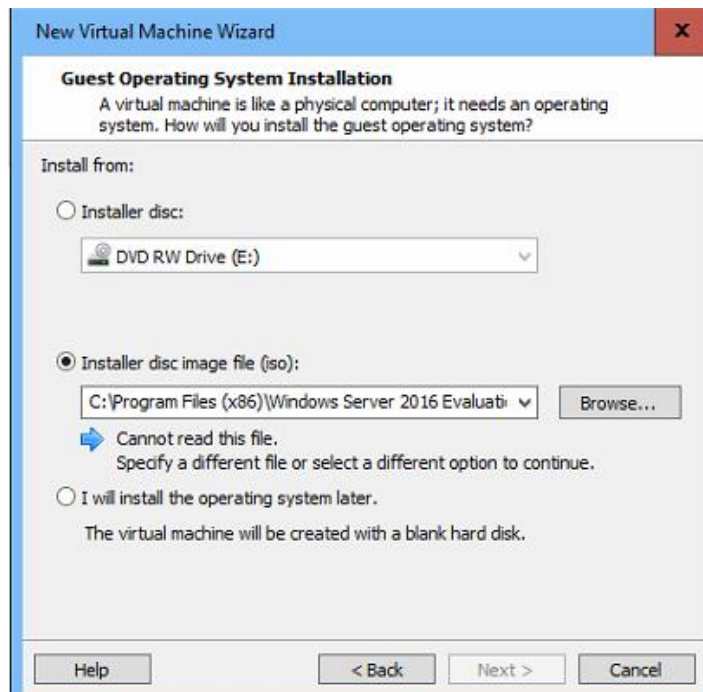 New Virtual Machine Wizard
x
Guest Operating System Installation
A virtual machine is like a physical computer; it needs an operating
system. How will you install the guest operating system?
Install from:
Installer disc:
DVD RW Drive (E:)
Installer disc image file (iso):
C:\Program Files (x86)\Windows Server 2016 Evaluati
Browse...
Cannot read this file.
Specify a different file or select a different option to continue.
I will install the operating system later.
The virtual machine will be created with a blank hard disk.
Help
< Back
Next >
Cancel